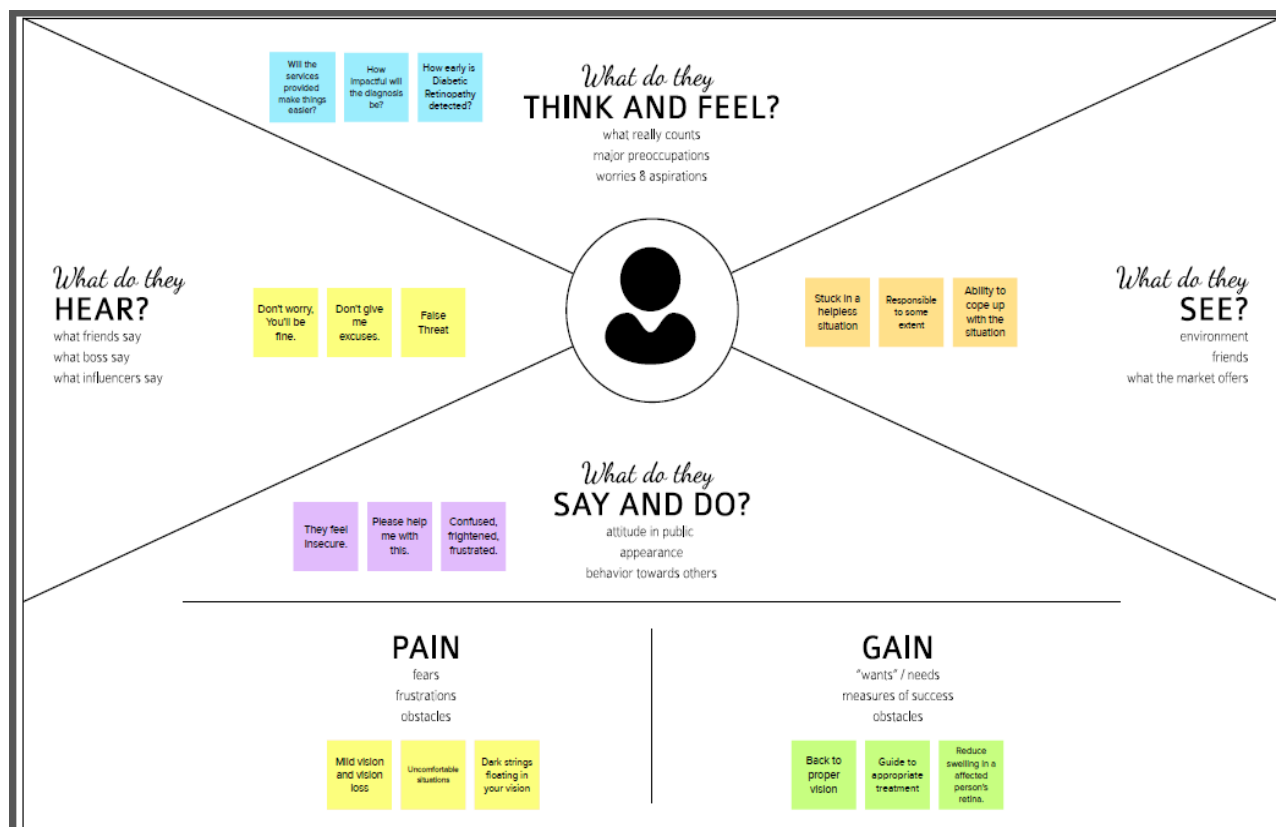 Will the
services
provided
make things
easier?
How
impactful will
the diagnosis
be?
How early is
Diabetic
Retinopathy
detected?
What do they
THINK AND FEEL?
what really counts
major preoccupations
worries & aspirations
What do they
HEAR?
what friends say
what boss say
what influencers say
Don't worry,
You'll be
fine.
Don't give
me
excuses.
False
Threat
Stuck in a
helpless
situation
Responsible
to some
extent
Ability to
cope up
with the
situation
What do they
SEE?
environment
friends
what the market offers
What do they
SAY AND DO?
attitude in public
appearance
behavior towards others
They feel
Insecure.
Please help
me with
this.
Confused,
frightened,
frustrated.
PAIN
fears
frustrations
obstacles
Mild vision
and vision
loss
Uncomfortable
situations
Dark strings
floating in
your vision
GAIN
"wants" / needs
measures of success
obstacles
Back to
proper
vision
Guide to
appropriate
treatment
Reduce
swelling in a
affected
person's
retina.